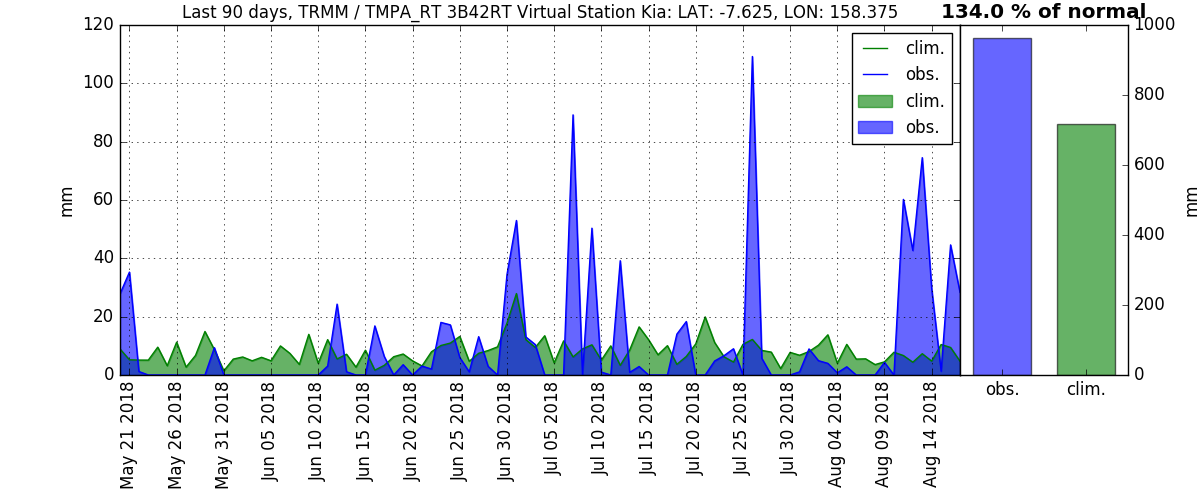 Last 90 days, TRMM / TMPA_RT 3B42RT Virtual Station Kia: LAT: -7.625, LON: 158.375
134.0 % of normal
mm
120
100
80
60
40
20
0
clim.
obs.
clim.
obs.
May 21 2018
May 26 2018
May 31 2018
Jun 05 2018
Jun 10 2018
Jun 15 2018
Jun 20 2018
Jun 25 2018
Jun 30 2018
Jul 05 2018
Jul 10 2018
Jul 15 2018
Jul 20 2018
Jul 25 2018
Jul 30 2018
Aug 04 2018
Aug 09 2018
Aug 14 2018
1000
800
600
400
200
0
mm
obs.
clim.